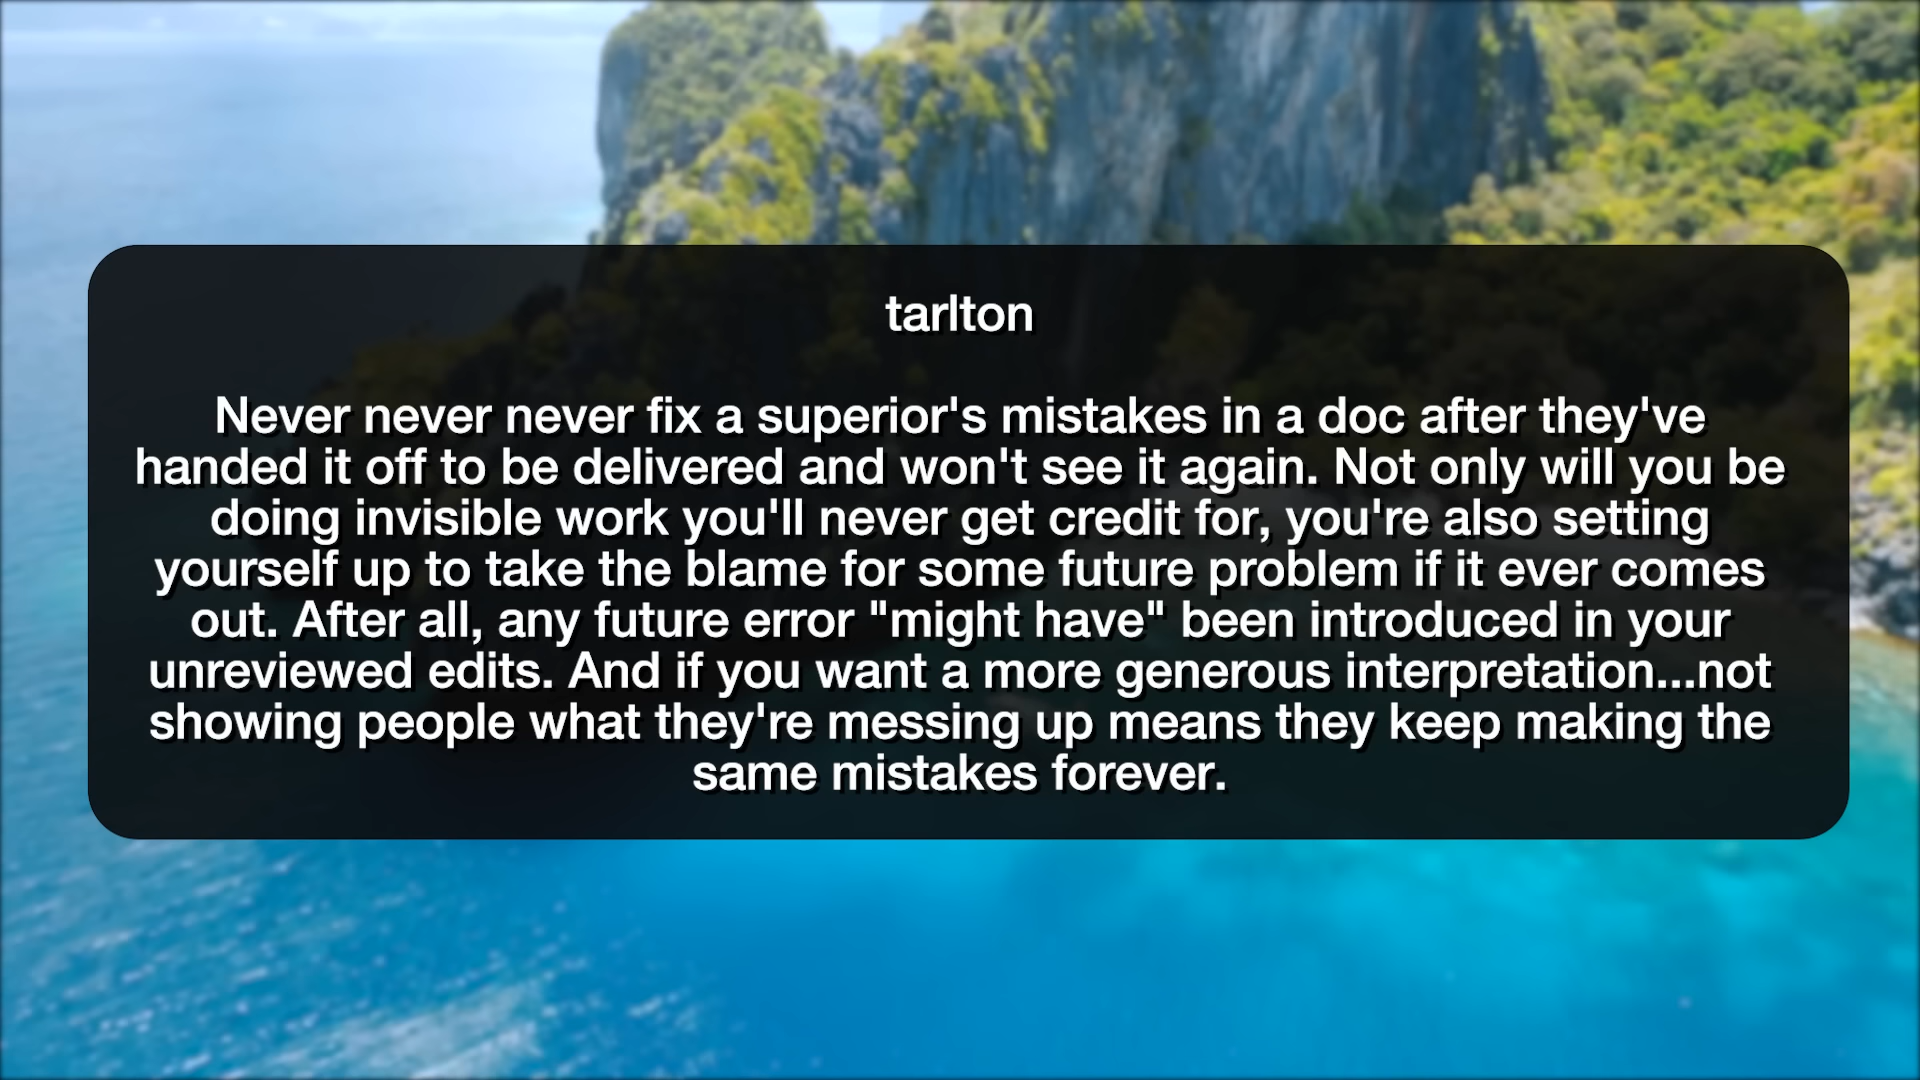 tarlton
Never never never fix a superior's mistakes in a doc after they've
handed it off to be delivered and won't see it again. Not only will you be
doing invisible work you'll never get credit for, you're also setting
yourself up to take the blame for some future problem if it ever comes
out. After all, any future error "might have" been introduced in your
unreviewed edits. And if you want a more generous interpretation...not
showing people what they're messing up means they keep making the
same mistakes forever.